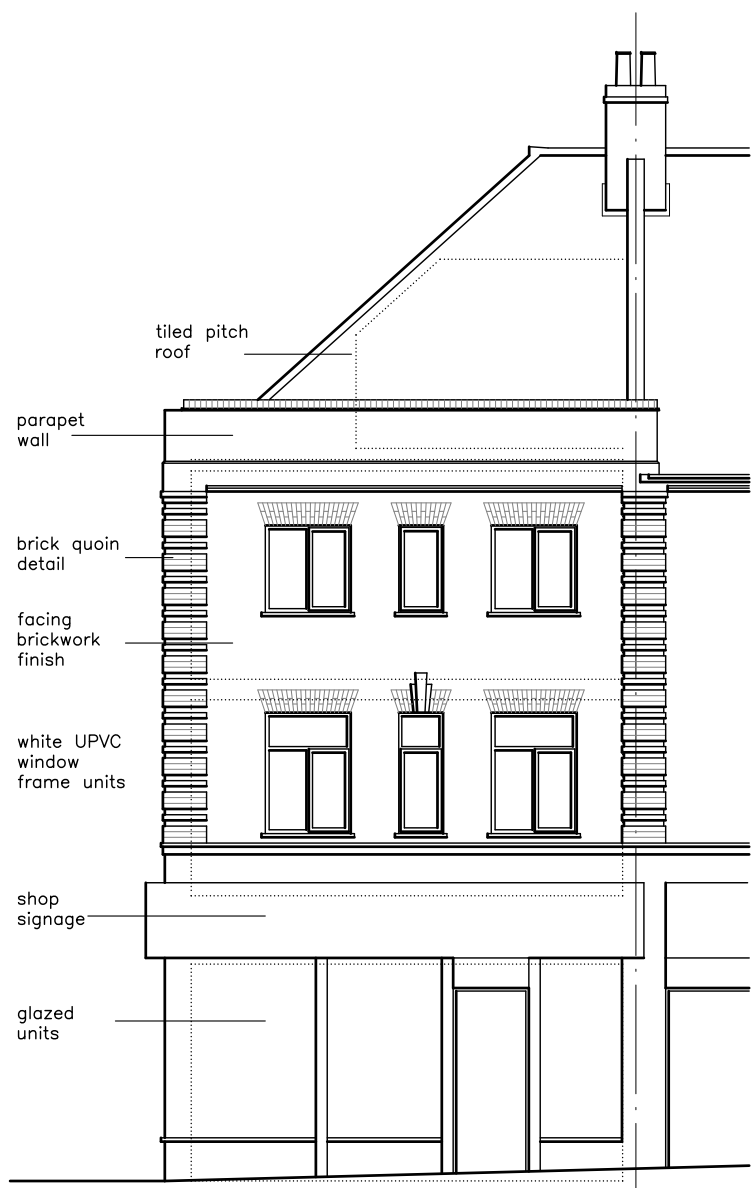 tiled pitch
roof
parapet
wall
brick quoin
detail
facing
brickwork
finish
white UPVC
window
frame units
shop
signage
glazed
units